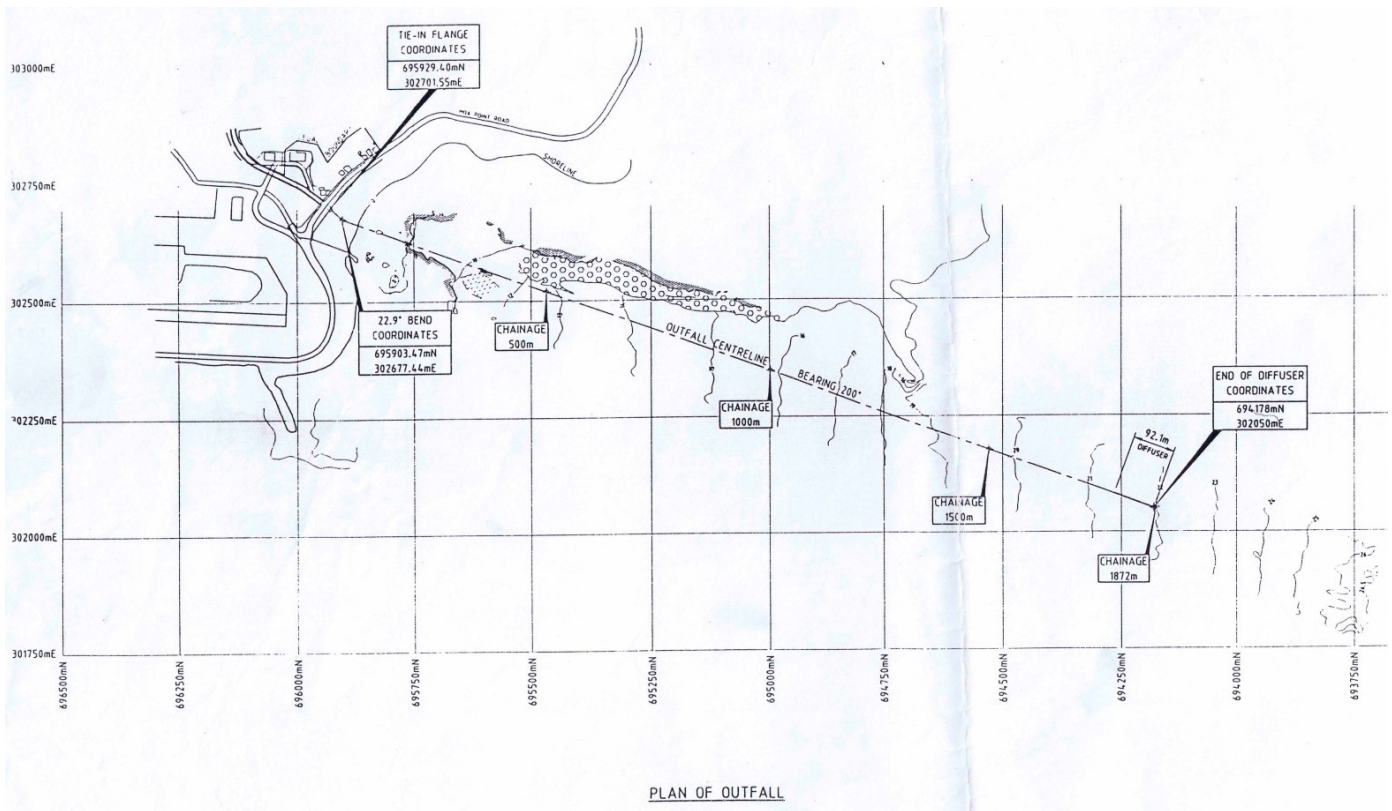 TIE-IN FLANGE
COORDINATES
695929.40mN
302701.55mE
303000mE
POINT ROAD
SHORELINE
302750mE
302500mE
22.9° BEND
COORDINATES
695903.47mN
302677.44mE
CHAINAGE
500m
OUTFALL CENTRELINE
BEARING 200°
CHAINAGE
1000m
END OF DIFFUSER
COORDINATES
694178mN
302050mE
302250mE
92.1m
DIFFUSER
CHAINAGE
1500m
302000mE
CHAINAGE
1872m
301750mE
696500mN
696250mN
696000mN
695750mN
695500mN
695250mN
695000mN
694750mN
694500mN
694250mN
694000mN
693750mN
PLAN OF OUTFALL